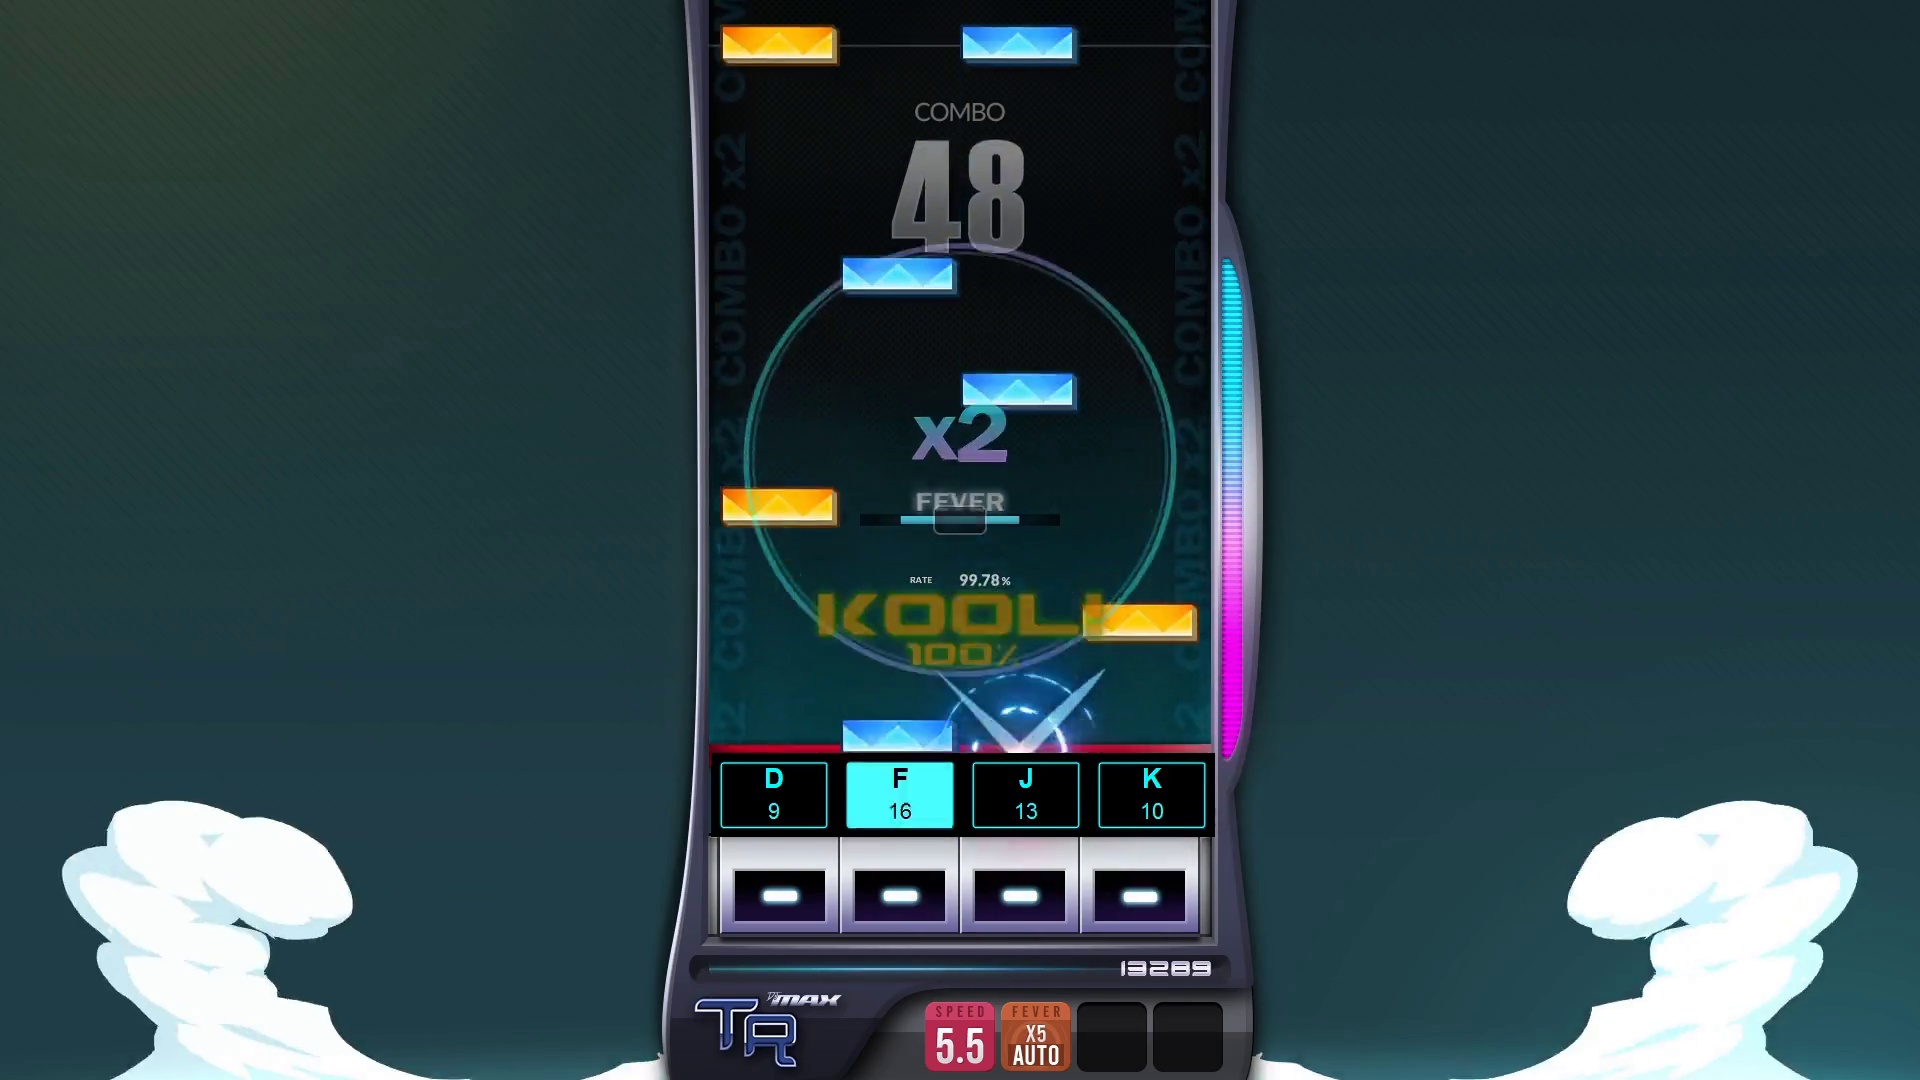 COMBO
48
COMBO x2 COMBO x2 COMBO x2
COMBO x2 COMBO x2 COMBO x2
x2
FEVER
RATE 99.78%
KOOL!
100%
D F J K
9 16 13 10
13289
TR DJMAX
SPEED
5.5
FEVER
X5
AUTO